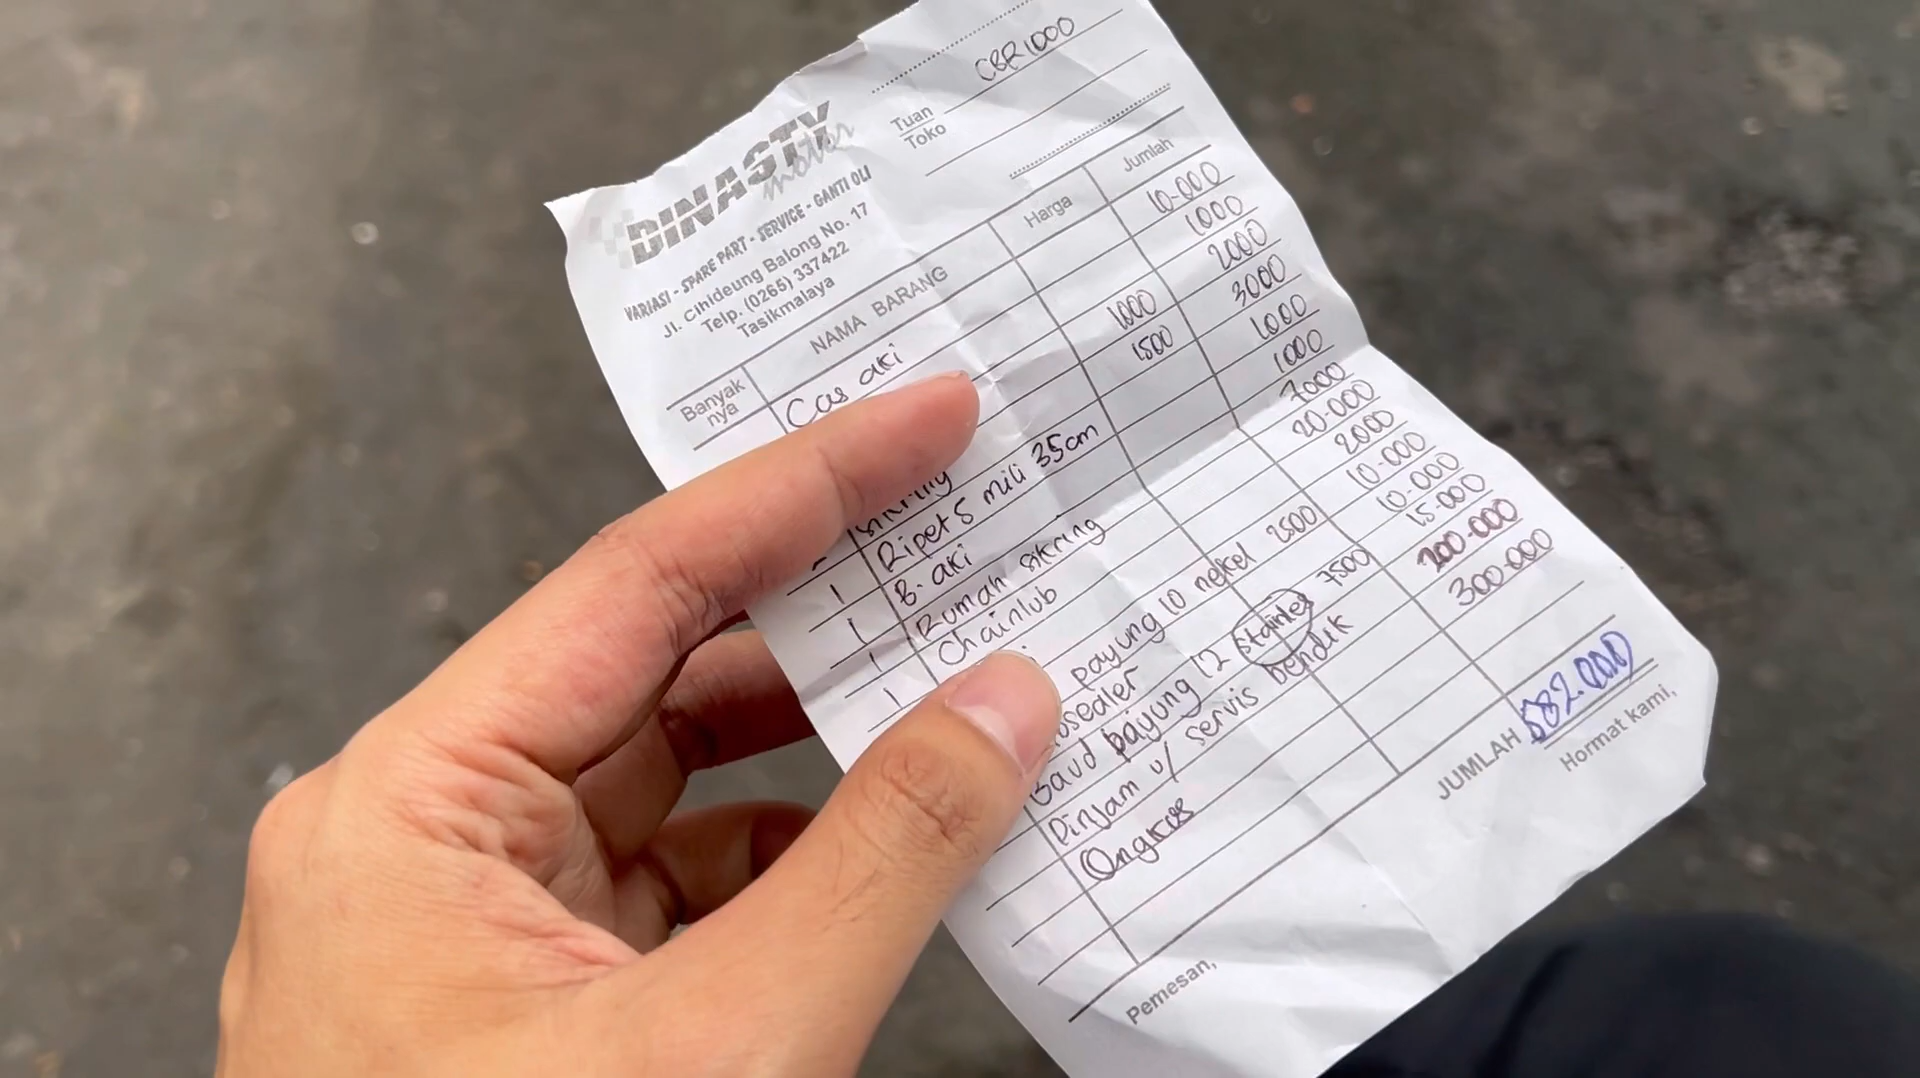 CBR1000
Tuan
Toko
DINASTY
motor
VARIASI - SPARE PART - SERVICE - GANTI OLI
Jl. Cihideung Balong No. 17
Telp. (0265) 337422
Tasikmalaya
Banyak nya NAMA BARANG Harga Jumlah
Cas aki 10-000
1000
1000 2000
1500 3000
1 Ripet 5 mili 35cm 1000
1 B. aki 1000
1 Rumah sikring 7000
1 Chainlub 20-000
2000
payung 10 nekel 2500 10-000
10-000
Baud payung 12 Stainles 7500 15-000
Pinjam u/ servis bendik 200-000
Ongkos 300-000
JUMLAH 582.000
Pemesan,
Hormat kami,